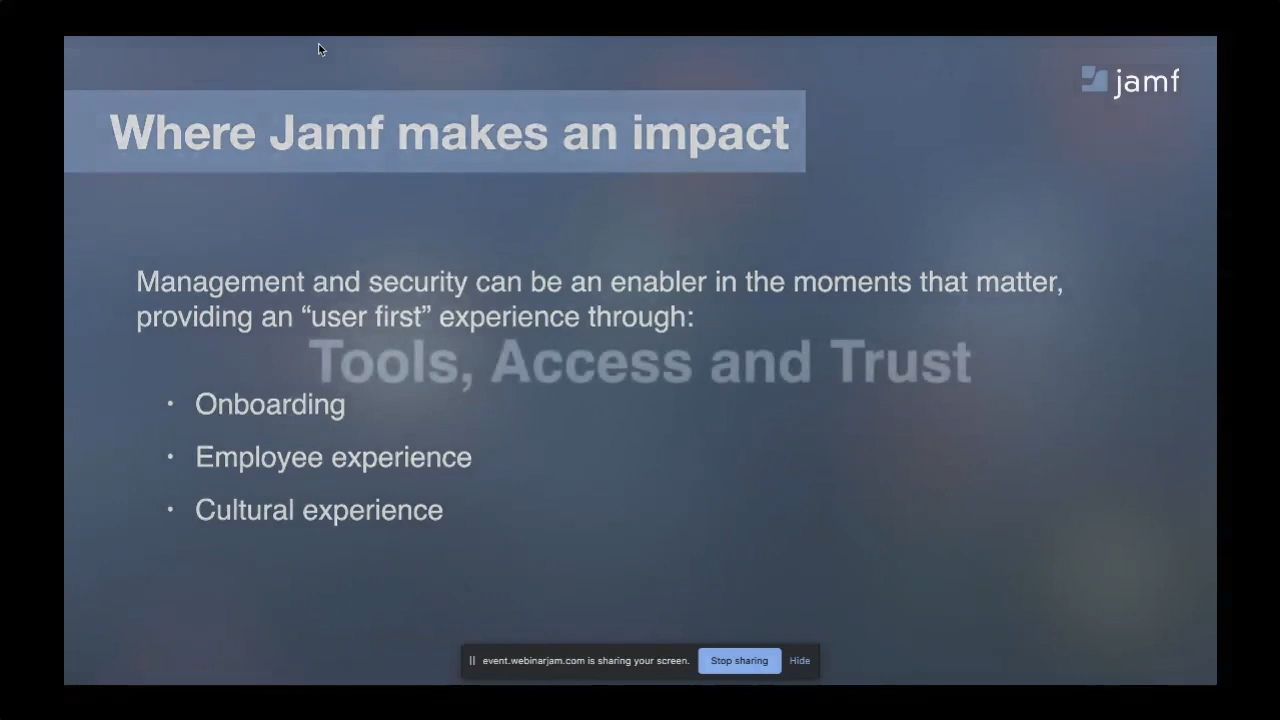 jamf
Where Jamf makes an impact
Management and security can be an enabler in the moments that matter,
providing an “user first” experience through:
Tools, Access and Trust
· Onboarding
· Employee experience
· Cultural experience
event.webinarjam.com is sharing your screen. Stop sharing Hide